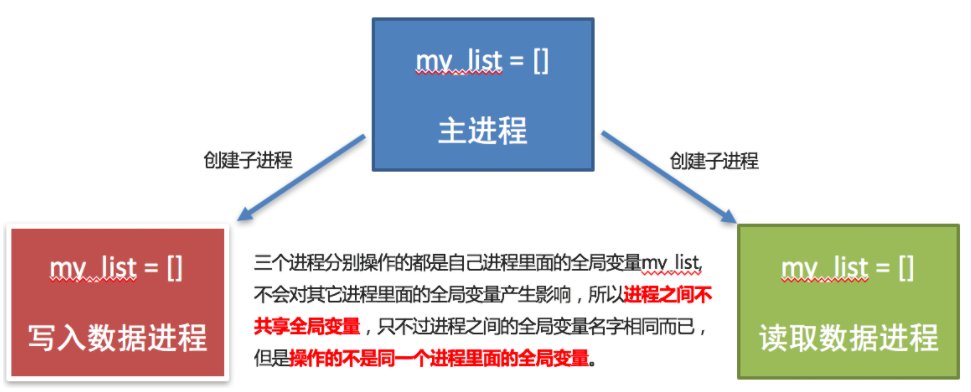 my_list = []
主进程
创建子进程
创建子进程
my_list = []
写入数据进程
三个进程分别操作的都是自己进程里面的全局变量my_list,
不会对其它进程里面的全局变量产生影响，所以进程之间不
共享全局变量，只不过进程之间的全局变量名字相同而已，
但是操作的不是同一个进程里面的全局变量。
my_list = []
读取数据进程